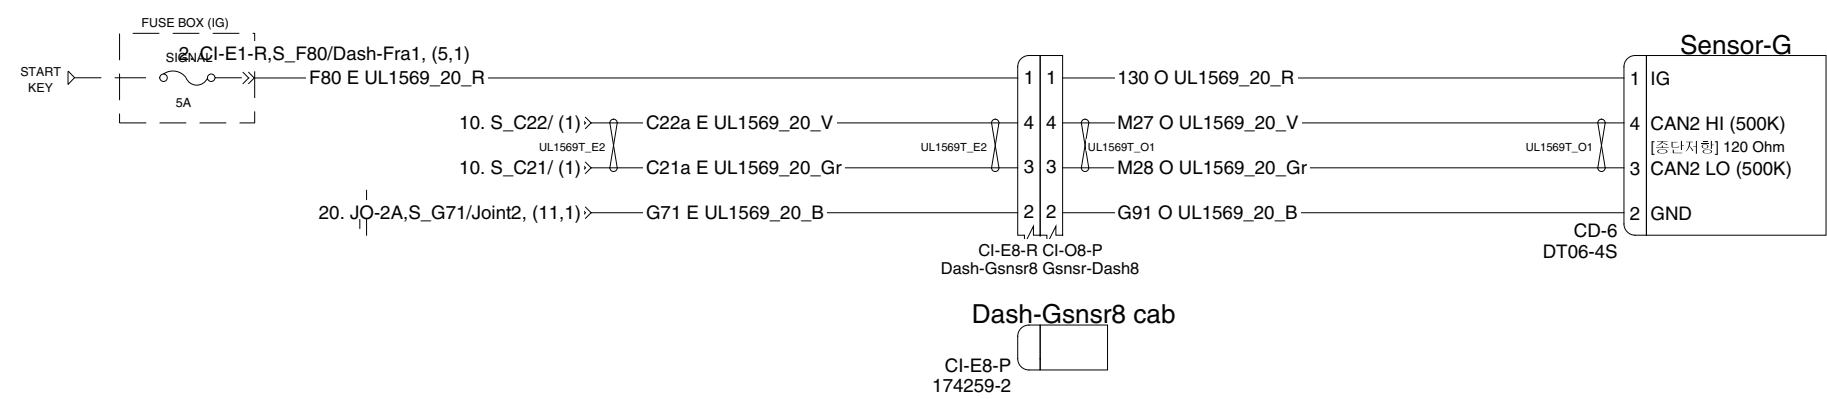 FUSE BOX (IG)
2. CI-E1-R,S_F80/Dash-Fra1, (5,1)
SIGNAL
START
KEY
5A
F80 E UL1569_20_R
1 1
130 O UL1569_20_R
Sensor-G
1 IG
10. S_C22/ (1)
C22a E UL1569_20_V
4 4
M27 O UL1569_20_V
4 CAN2 HI (500K)
UL1569T_E2
UL1569T_E2
UL1569T_O1
UL1569T_O1
[종단저항] 120 Ohm
10. S_C21/ (1)
C21a E UL1569_20_Gr
3 3
M28 O UL1569_20_Gr
3 CAN2 LO (500K)
20. JO-2A,S_G71/Joint2, (11,1)
G71 E UL1569_20_B
2 2
G91 O UL1569_20_B
2 GND
CD-6
DT06-4S
CI-E8-R CI-O8-P
Dash-Gsnsr8 Gsnsr-Dash8
Dash-Gsnsr8 cab
CI-E8-P
174259-2